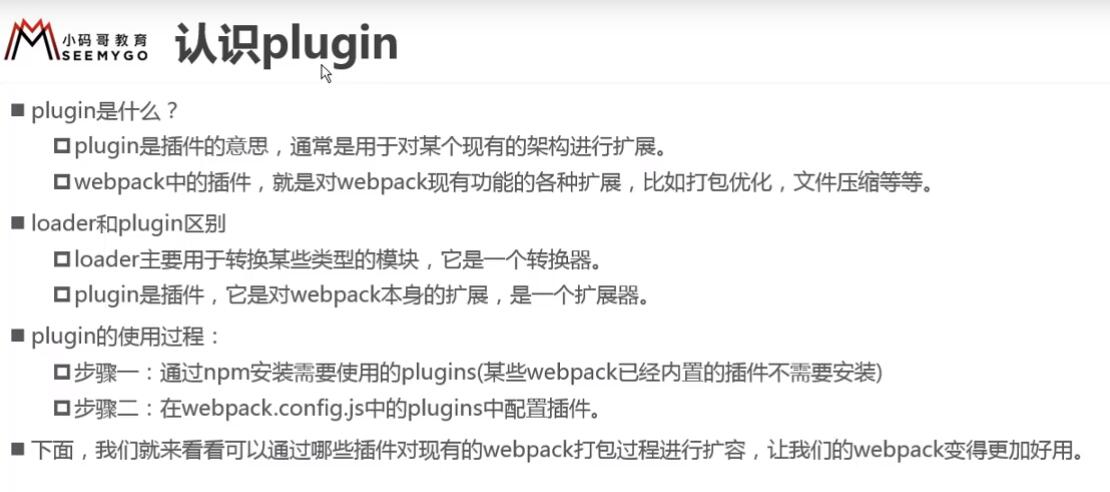 小码哥教育
SEEMYGO
认识plugin
plugin是什么？
plugin是插件的意思，通常是用于对某个现有的架构进行扩展。
webpack中的插件，就是对webpack现有功能的各种扩展，比如打包优化，文件压缩等等。
loader和plugin区别
loader主要用于转换某些类型的模块，它是一个转换器。
plugin是插件，它是对webpack本身的扩展，是一个扩展器。
plugin的使用过程：
步骤一：通过npm安装需要使用的plugins(某些webpack已经内置的插件不需要安装)
步骤二：在webpack.config.js中的plugins中配置插件。
下面，我们就来看看可以通过哪些插件对现有的webpack打包过程进行扩容，让我们的webpack变得更加好用。